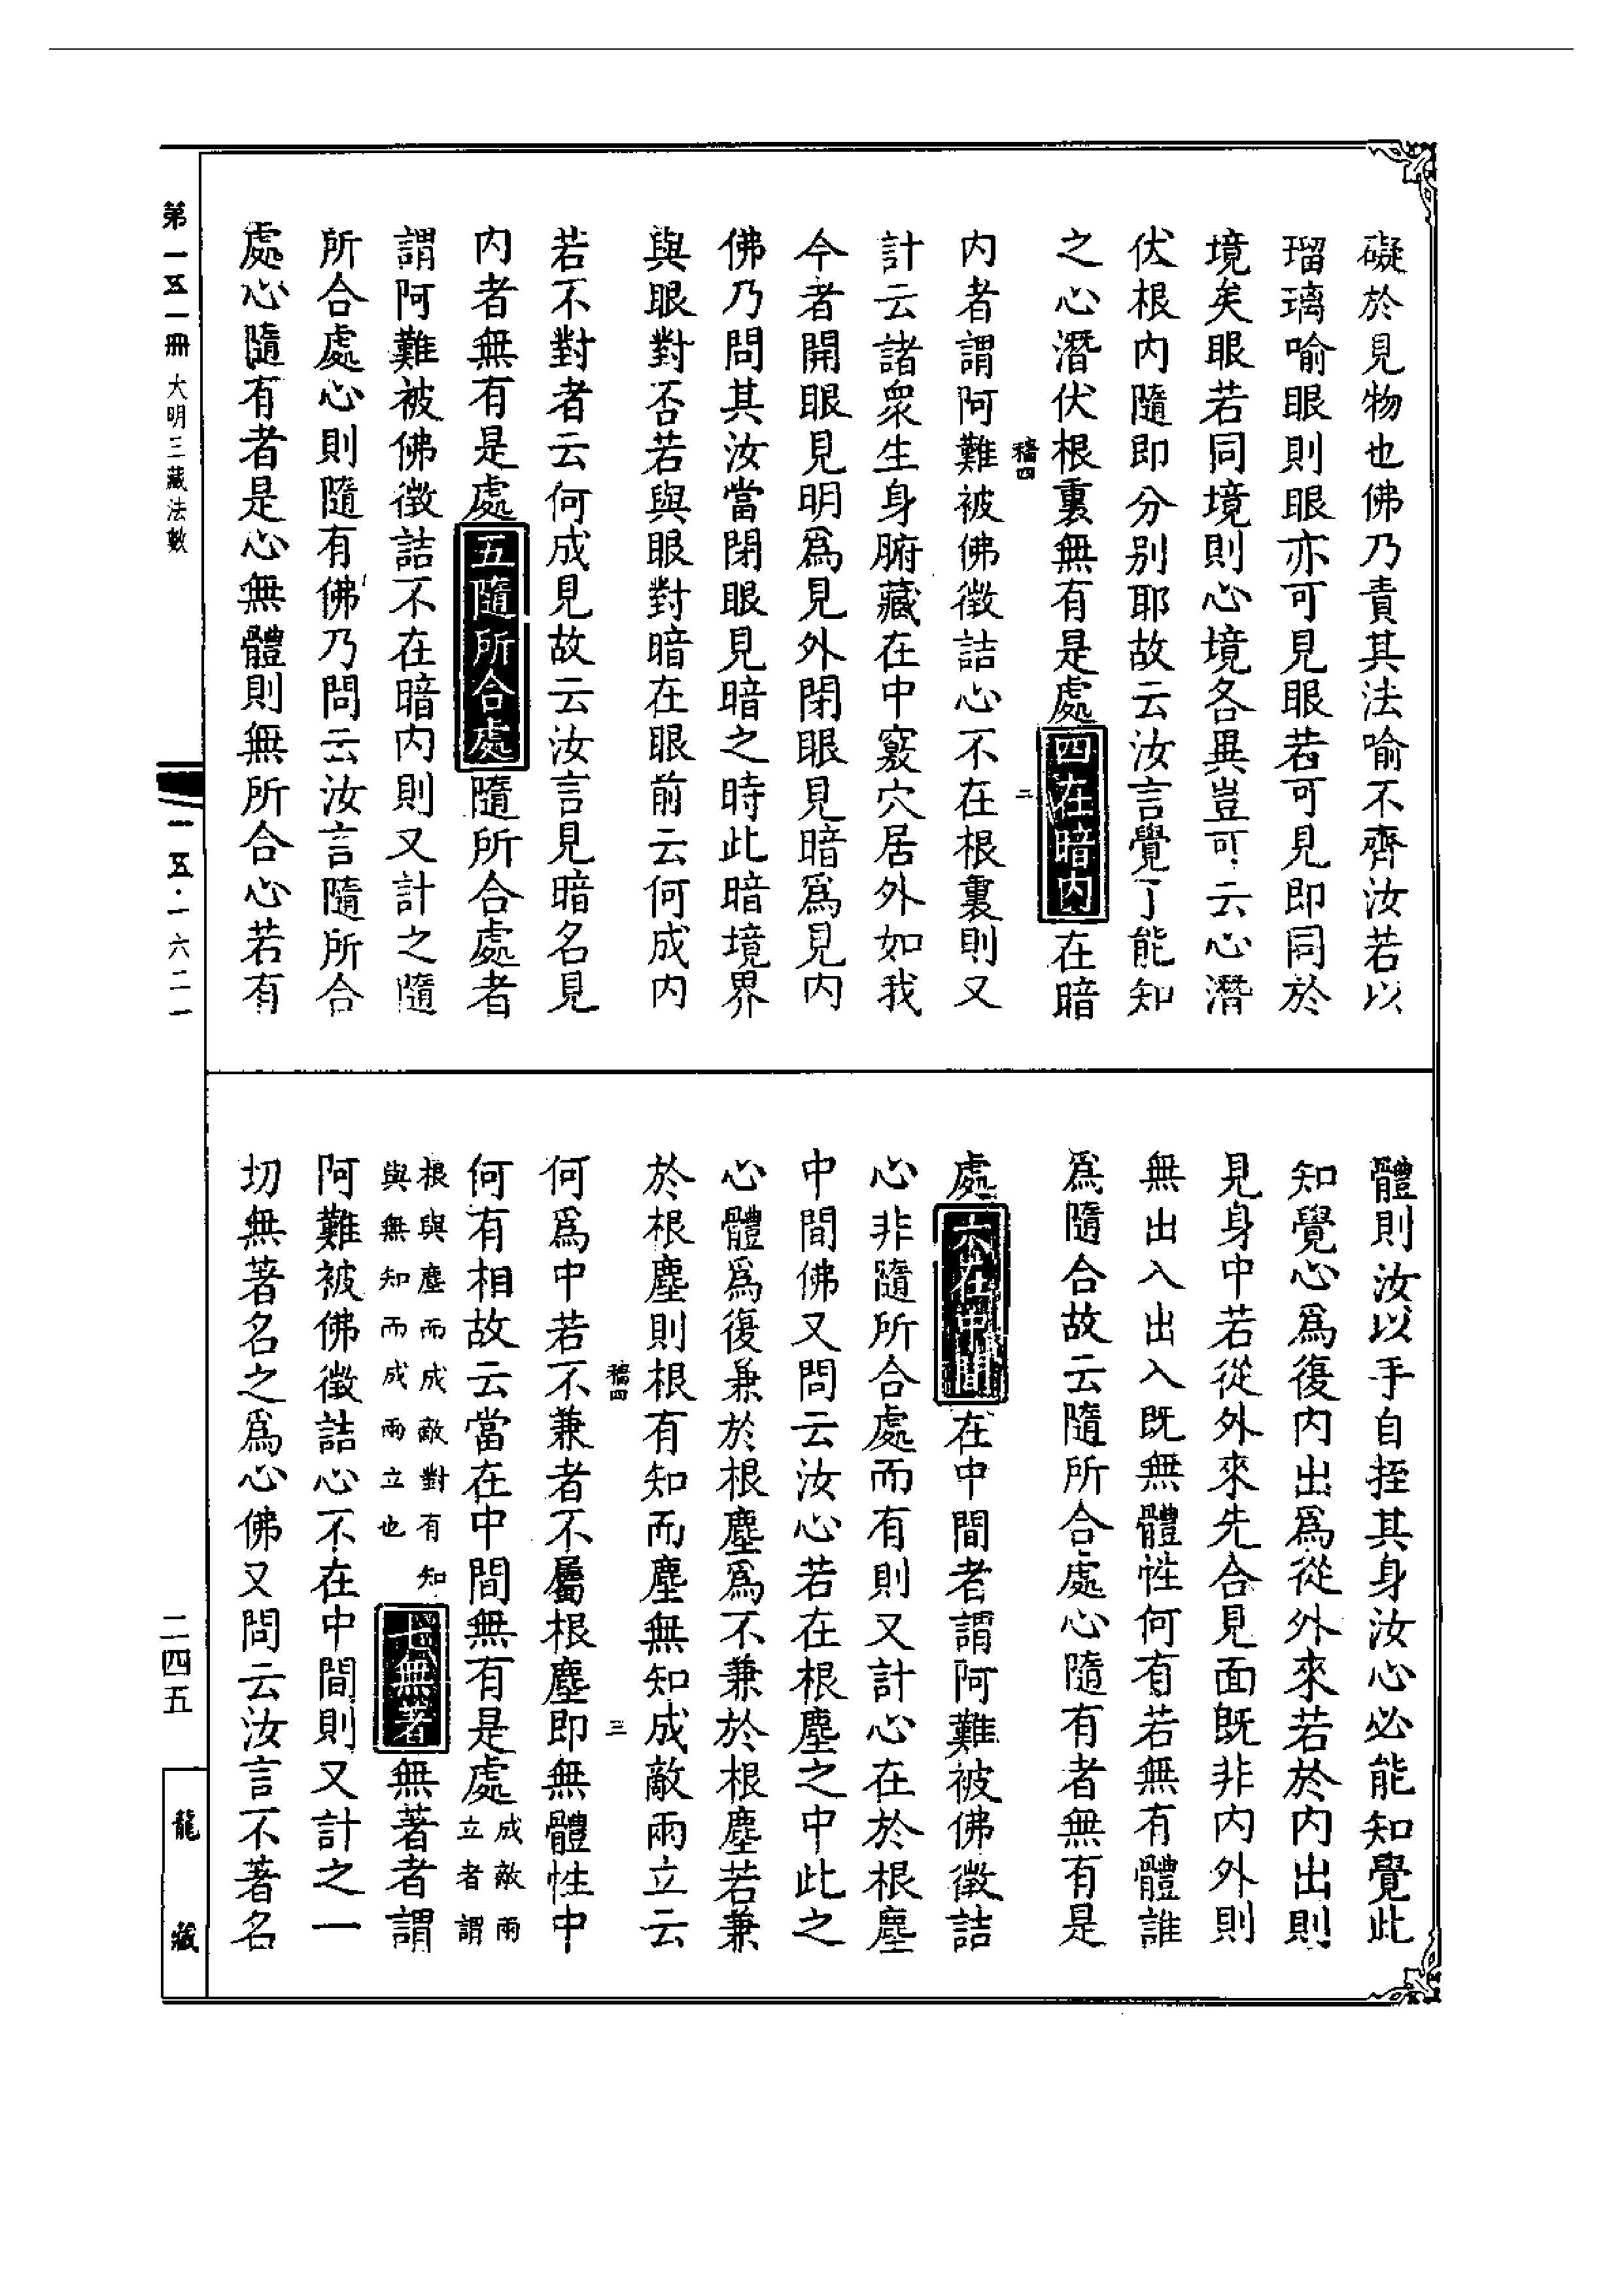 礙於見物也佛乃責其法喻不齊汝若以
瑠璃喻眼則眼亦可見眼若可見即同於
境矣眼若同境則心境各異豈可云心潛
伏根内隨即分别耶故云汝言覺了能知
之心潛伏根裏無有是處四在暗内在暗
内者謂阿難被佛徵詰心不在根裏則又
計云諸衆生身腑藏在中竅穴居外如我
今者開眼見明爲見外閉眼見暗爲見内
佛乃問其汝當閉眼見暗之時此暗境界
與眼對否若與眼對暗在眼前云何成内
若不對者云何成見故云汝言見暗名見
内者無有是處五隨所合處隨所合處者
謂阿難被佛徵詰不在暗内則又計之隨
所合處心則隨有佛乃問云汝言隨所合
處心隨有者是心無體則無所合心若有
體則汝以手自挃其身汝心必能知覺此
知覺心爲復内出爲從外來若於内出則
見身中若從外來先合見面既非内外則
無出入出入既無體性何有若無有體誰
爲隨合故云隨所合處心隨有者無有是
處六在中間在中間者謂阿難被佛徵詰
心非隨所合處而有則又計心在於根塵
中間佛又問云汝心若在根塵之中此之
心體爲復兼於根塵爲不兼於根塵若兼
於根塵則根有知而塵無知成敵兩立云
何爲中若不兼者不屬根塵即無體性中
何有相故云當在中間無有是處成敵兩立者謂
根與塵而成敵對有知與無知而成兩立也七無著無著者謂
阿難被佛徵詰心不在中間則又計之一
切無著名之爲心佛又問云汝言不著名
稿四
二
稿四
三
第一五一冊 大明三藏法數
一五·一六二一
二四五
龍藏